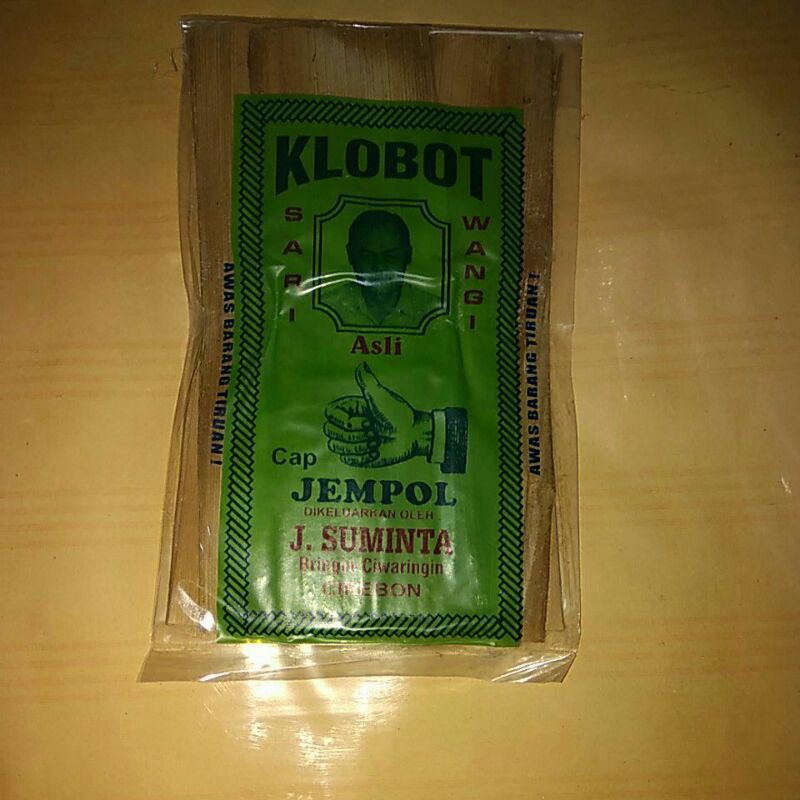 KLOBOT
SARI
WANGI
Asli
Cap
JEMPOL
DIKELUARKAN OLEH
J. SUMINTA
Bringin Ciwaringin
CIREBON
AWAS BARANG TIRUAN !
AWAS BARANG TIRUAN !